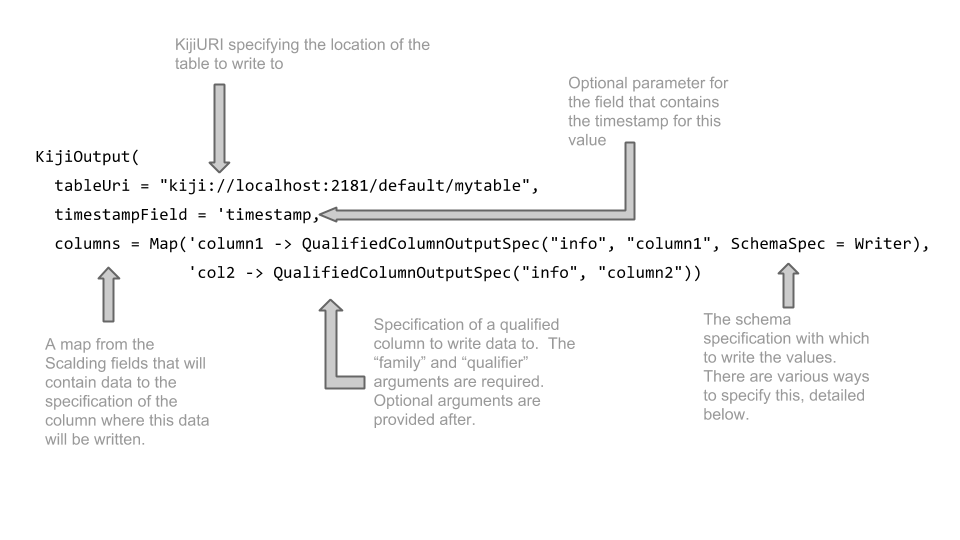 KijiURI specifying the location of the
table to write to
Optional parameter for
the field that contains
the timestamp for this
value
KijiOutput(
tableUri = "kiji://localhost:2181/default/mytable",
timestampField = 'timestamp,
columns = Map('column1 -> QualifiedColumnOutputSpec("info", "column1", SchemaSpec = Writer),
'col2 -> QualifiedColumnOutputSpec("info", "column2"))
A map from the
Scalding fields that will
contain data to the
specification of the
column where this data
will be written.
Specification of a qualified
column to write data to.  The
“family” and “qualifier”
arguments are required.
Optional arguments are
provided after.
The schema
specification with which
to write the values.
There are various ways
to specify this, detailed
below.